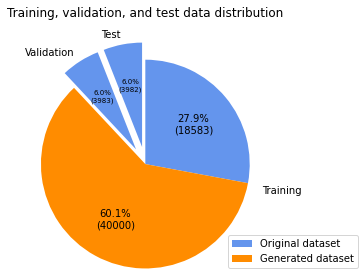 Training, validation, and test data distribution
Test
Validation
6.0%
(3982)
6.0%
(3983)
27.9%
(18583)
Training
60.1%
(40000)
Original dataset
Generated dataset